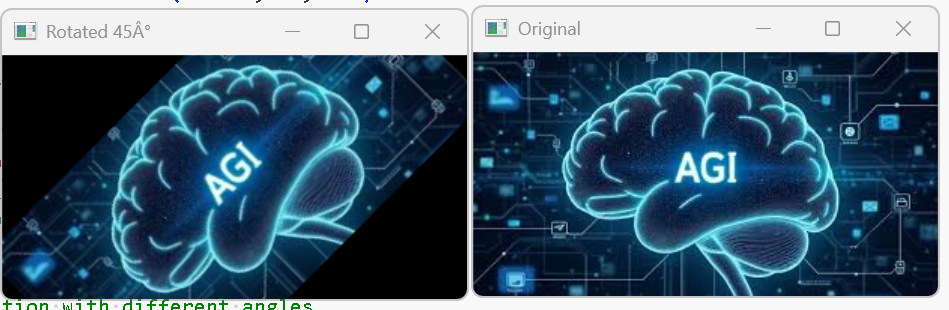 Rotated 45Â°
Original
AGI
AGI
tion with different angles